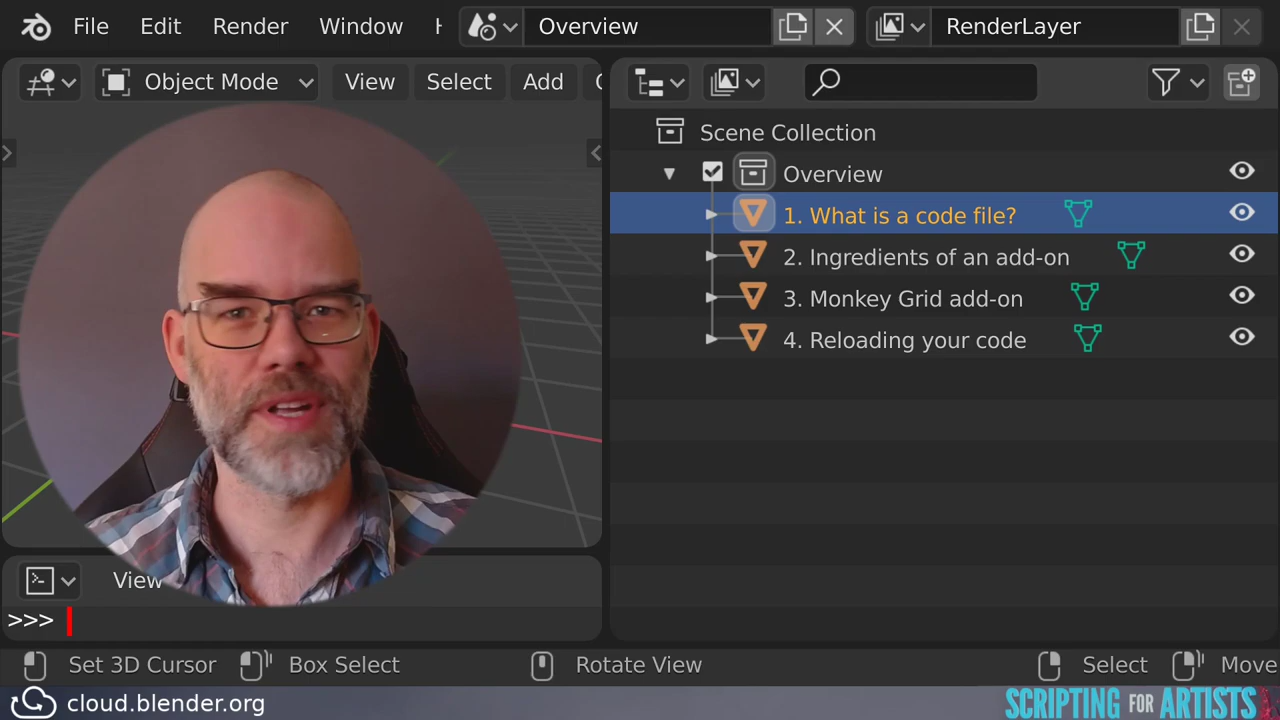 File Edit Render Window
Overview
RenderLayer
Object Mode View Select Add
Scene Collection
Overview
1. What is a code file?
2. Ingredients of an add-on
3. Monkey Grid add-on
4. Reloading your code
View
>>>
Set 3D Cursor Box Select Rotate View Select Move
cloud.blender.org
SCRIPTING FOR ARTISTS